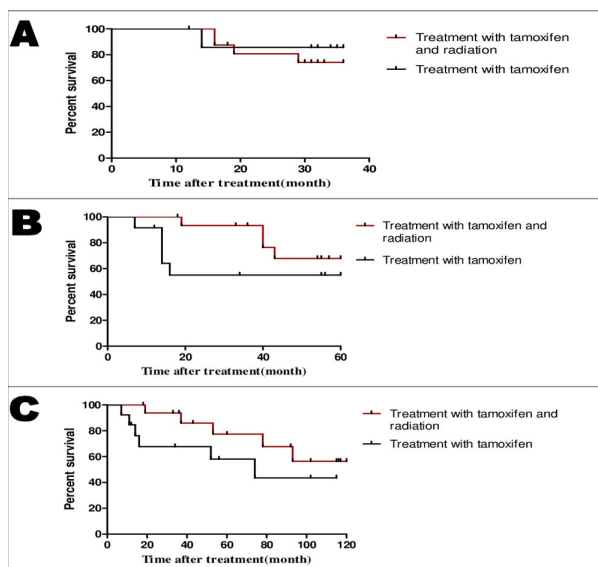 A
Percent survival
100
80
60
40
20
0
0 10 20 30 40
Time after treatment(month)
Treatment with tamoxifen
and radiation
Treatment with tamoxifen
B
Percent survival
100
80
60
40
20
0
0 20 40 60
Time after treatment(month)
Treatment with tamoxifen and
radiation
Treatment with tamoxifen
C
Percent survival
100
80
60
40
20
0
0 20 40 60 80 100 120
Time after treatment(month)
Treatment with tamoxifen and
radiation
Treatment with tamoxifen